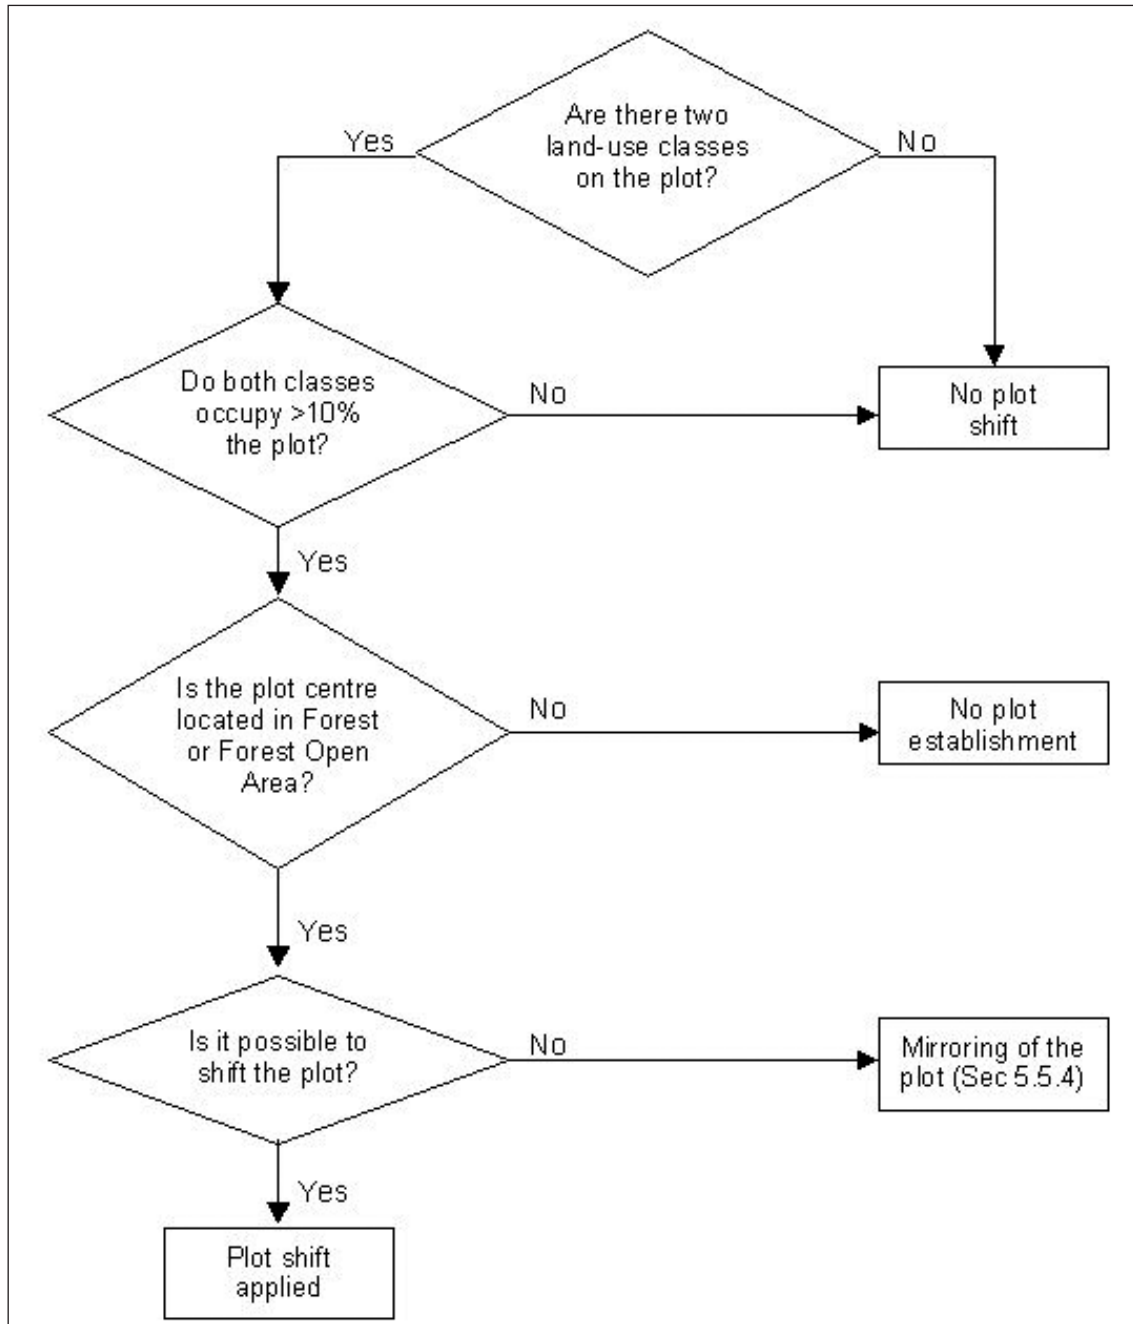 Are there two
land-use classes
on the plot?
Yes
No
Do both classes
occupy >10%
the plot?
No
No plot
shift
Yes
Is the plot centre
located in Forest
or Forest Open
Area?
No
No plot
establishment
Yes
Is it possible to
shift the plot?
No
Mirroring of the
plot (Sec 5.5.4)
Yes
Plot shift
applied